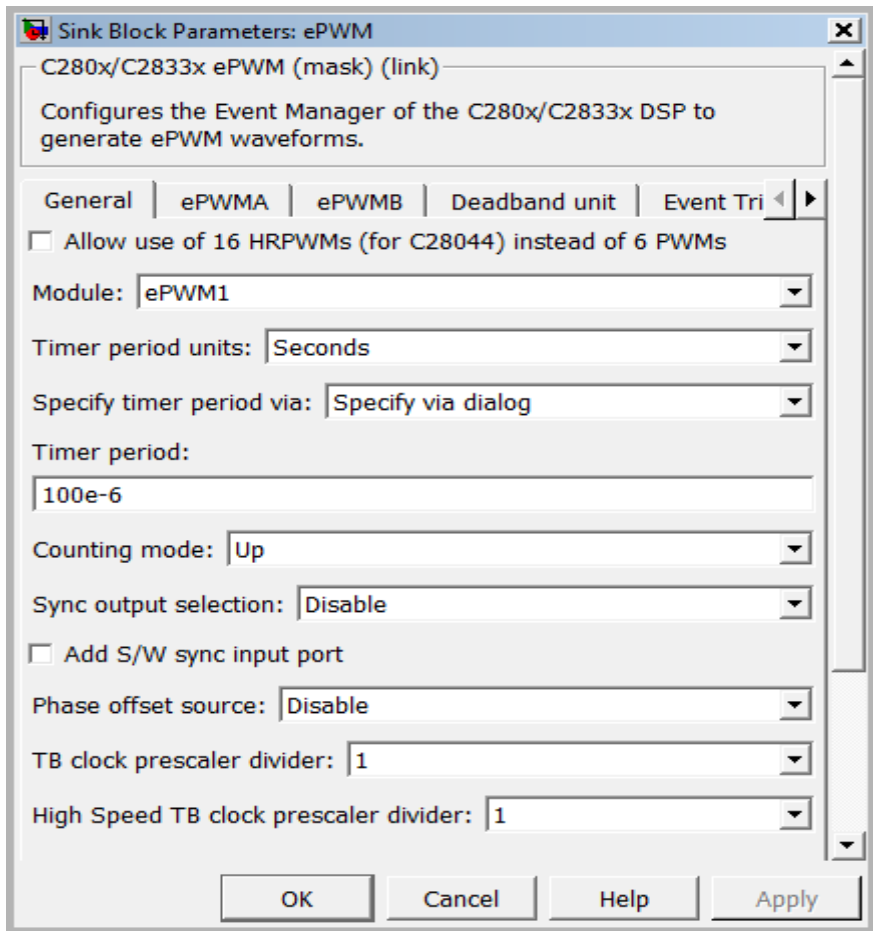 Sink Block Parameters: ePWM
C280x/C2833x ePWM (mask) (link)
Configures the Event Manager of the C280x/C2833x DSP to
generate ePWM waveforms.
General ePWMA ePWMB Deadband unit Event Tri
Allow use of 16 HRPWMs (for C28044) instead of 6 PWMs
Module: ePWM1
Timer period units: Seconds
Specify timer period via: Specify via dialog
Timer period:
100e-6
Counting mode: Up
Sync output selection: Disable
Add S/W sync input port
Phase offset source: Disable
TB clock prescaler divider: 1
High Speed TB clock prescaler divider: 1
OK Cancel Help Apply